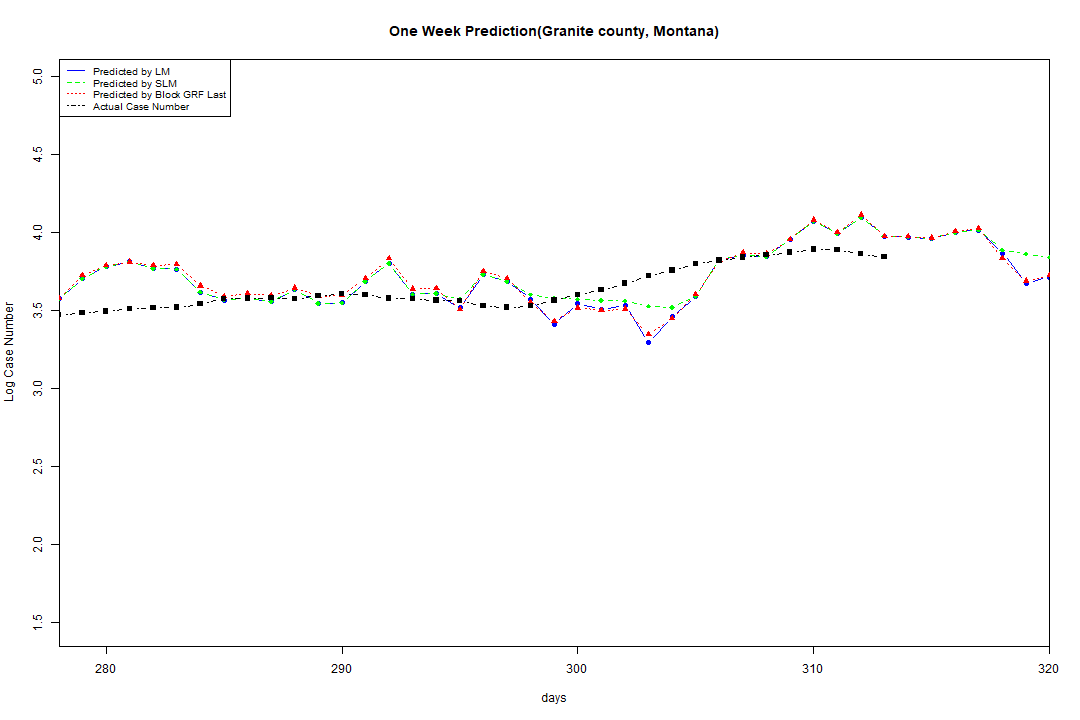 One Week Prediction(Granite county, Montana)
Predicted by LM
Predicted by SLM
Predicted by Block GRF Last
Actual Case Number
5.0
4.5
4.0
3.5
3.0
2.5
2.0
1.5
Log Case Number
280
290
300
310
320
days